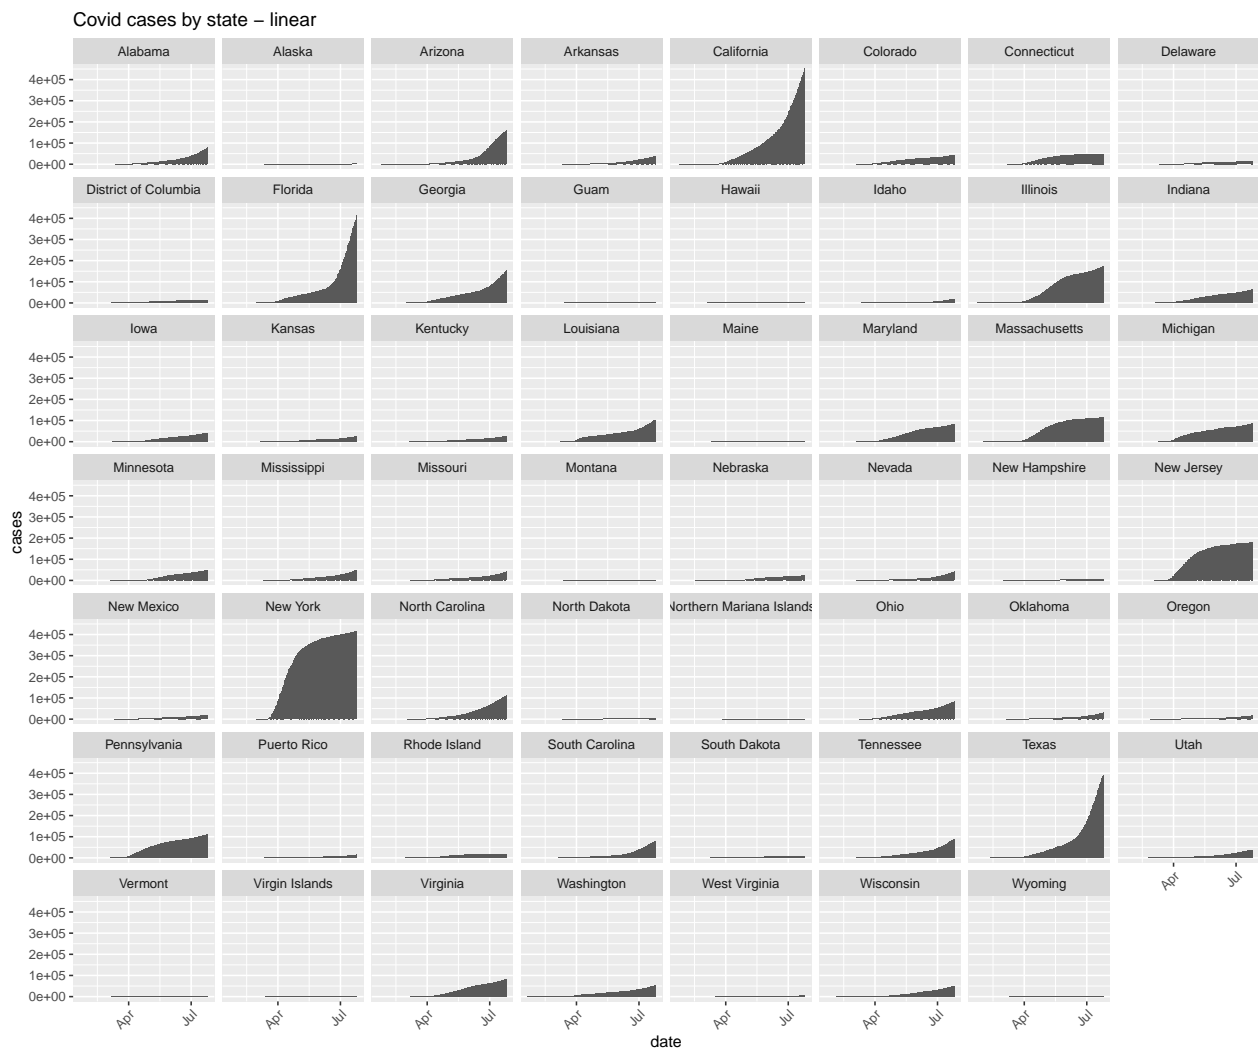 Covid cases by state – linear
Alabama Alaska Arizona Arkansas California Colorado Connecticut Delaware
4e+05
3e+05
2e+05
1e+05
0e+00
District of Columbia Florida Georgia Guam Hawaii Idaho Illinois Indiana
4e+05
3e+05
2e+05
1e+05
0e+00
Iowa Kansas Kentucky Louisiana Maine Maryland Massachusetts Michigan
4e+05
3e+05
2e+05
1e+05
0e+00
Minnesota Mississippi Missouri Montana Nebraska Nevada New Hampshire New Jersey
4e+05
3e+05
2e+05
1e+05
0e+00
cases
New Mexico New York North Carolina North Dakota Northern Mariana Islands Ohio Oklahoma Oregon
4e+05
3e+05
2e+05
1e+05
0e+00
Pennsylvania Puerto Rico Rhode Island South Carolina South Dakota Tennessee Texas Utah
4e+05
3e+05
2e+05
1e+05
0e+00
Apr Jul
Vermont Virgin Islands Virginia Washington West Virginia Wisconsin Wyoming
4e+05
3e+05
2e+05
1e+05
0e+00
Apr Jul Apr Jul Apr Jul Apr Jul Apr Jul Apr Jul Apr Jul
date